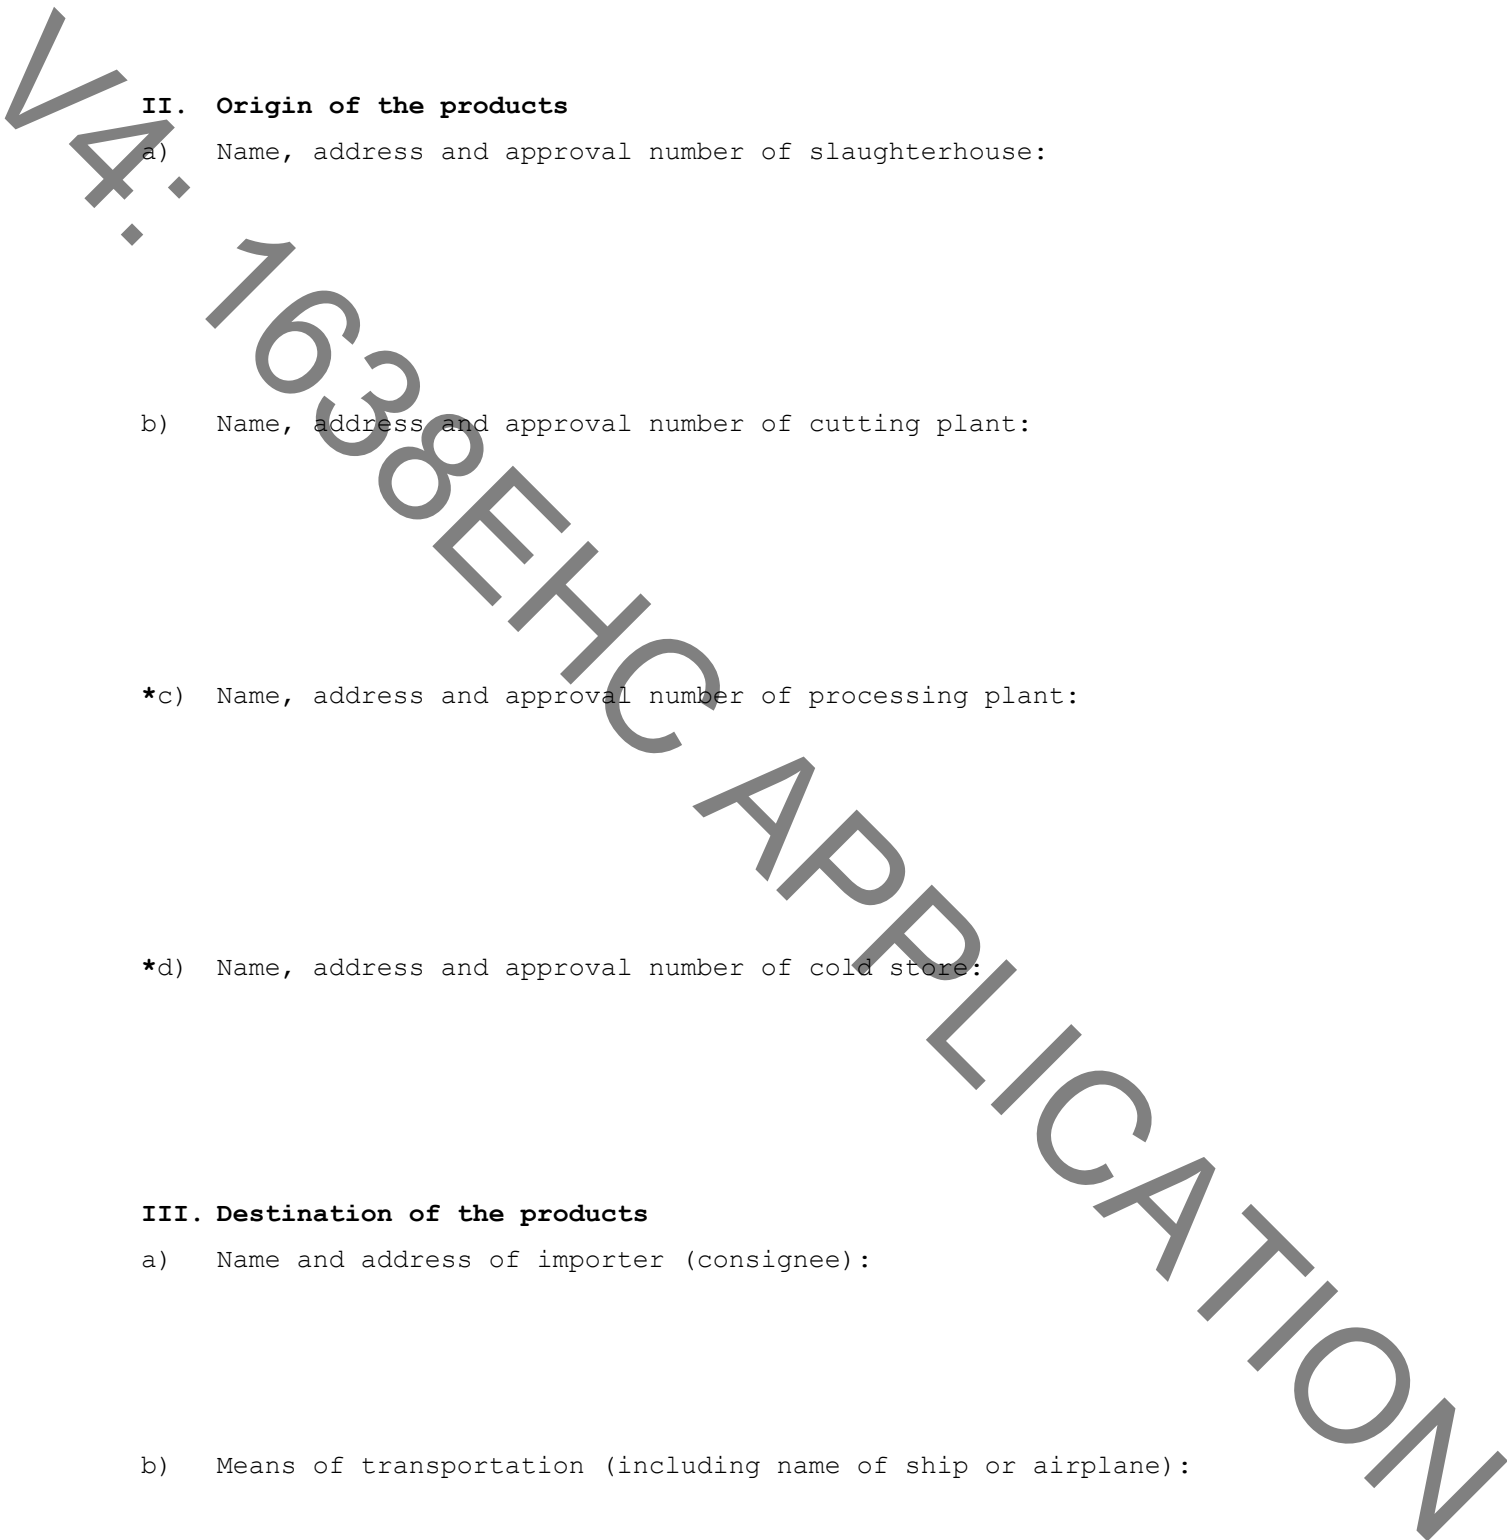 V4: 1638EHC APPLICATION
II. Origin of the products
a) Name, address and approval number of slaughterhouse:
b) Name, address and approval number of cutting plant:
*c) Name, address and approval number of processing plant:
*d) Name, address and approval number of cold store:
III. Destination of the products
a) Name and address of importer (consignee):
b) Means of transportation (including name of ship or airplane):